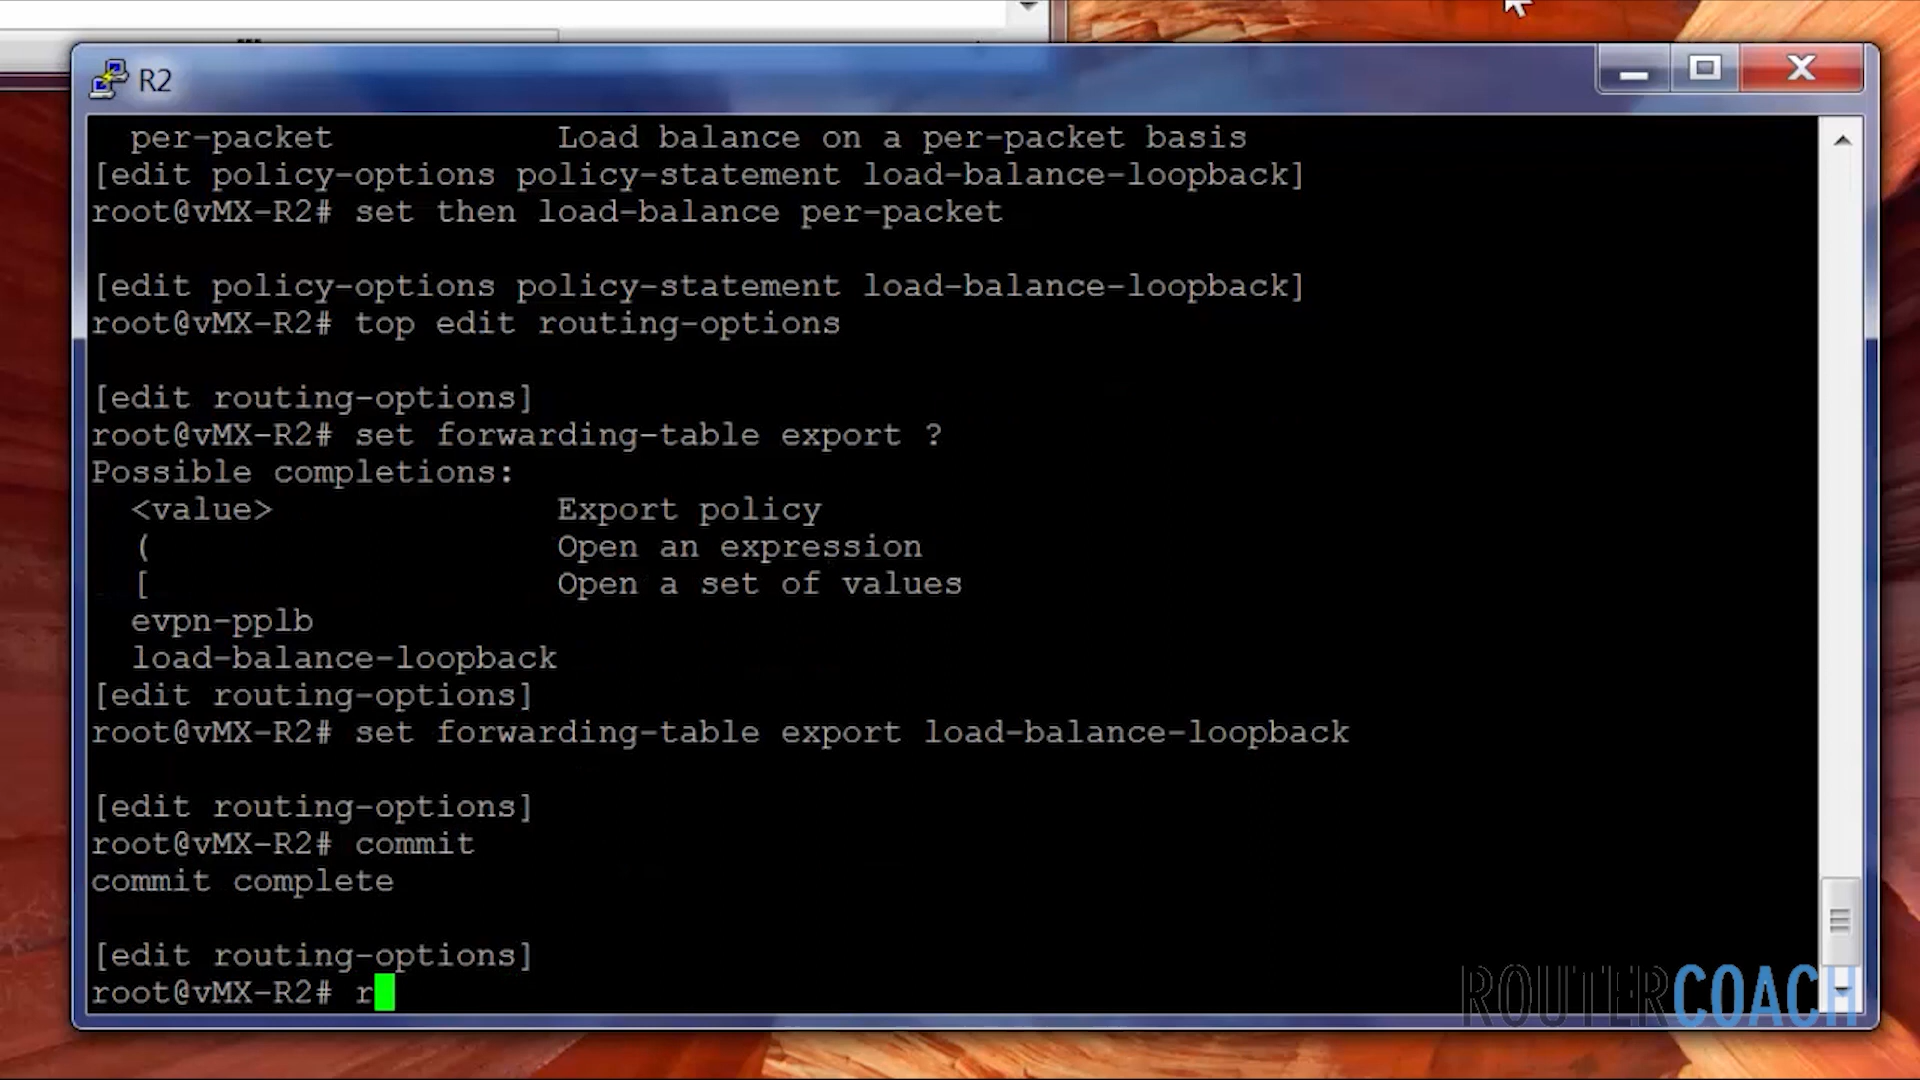 R2
per-packet Load balance on a per-packet basis
[edit policy-options policy-statement load-balance-loopback]
root@vMX-R2# set then load-balance per-packet
[edit policy-options policy-statement load-balance-loopback]
root@vMX-R2# top edit routing-options
[edit routing-options]
root@vMX-R2# set forwarding-table export ?
Possible completions:
<value> Export policy
( Open an expression
[ Open a set of values
evpn-pplb
load-balance-loopback
[edit routing-options]
root@vMX-R2# set forwarding-table export load-balance-loopback
[edit routing-options]
root@vMX-R2# commit
commit complete
[edit routing-options]
root@vMX-R2# r
ROUTERCOACH